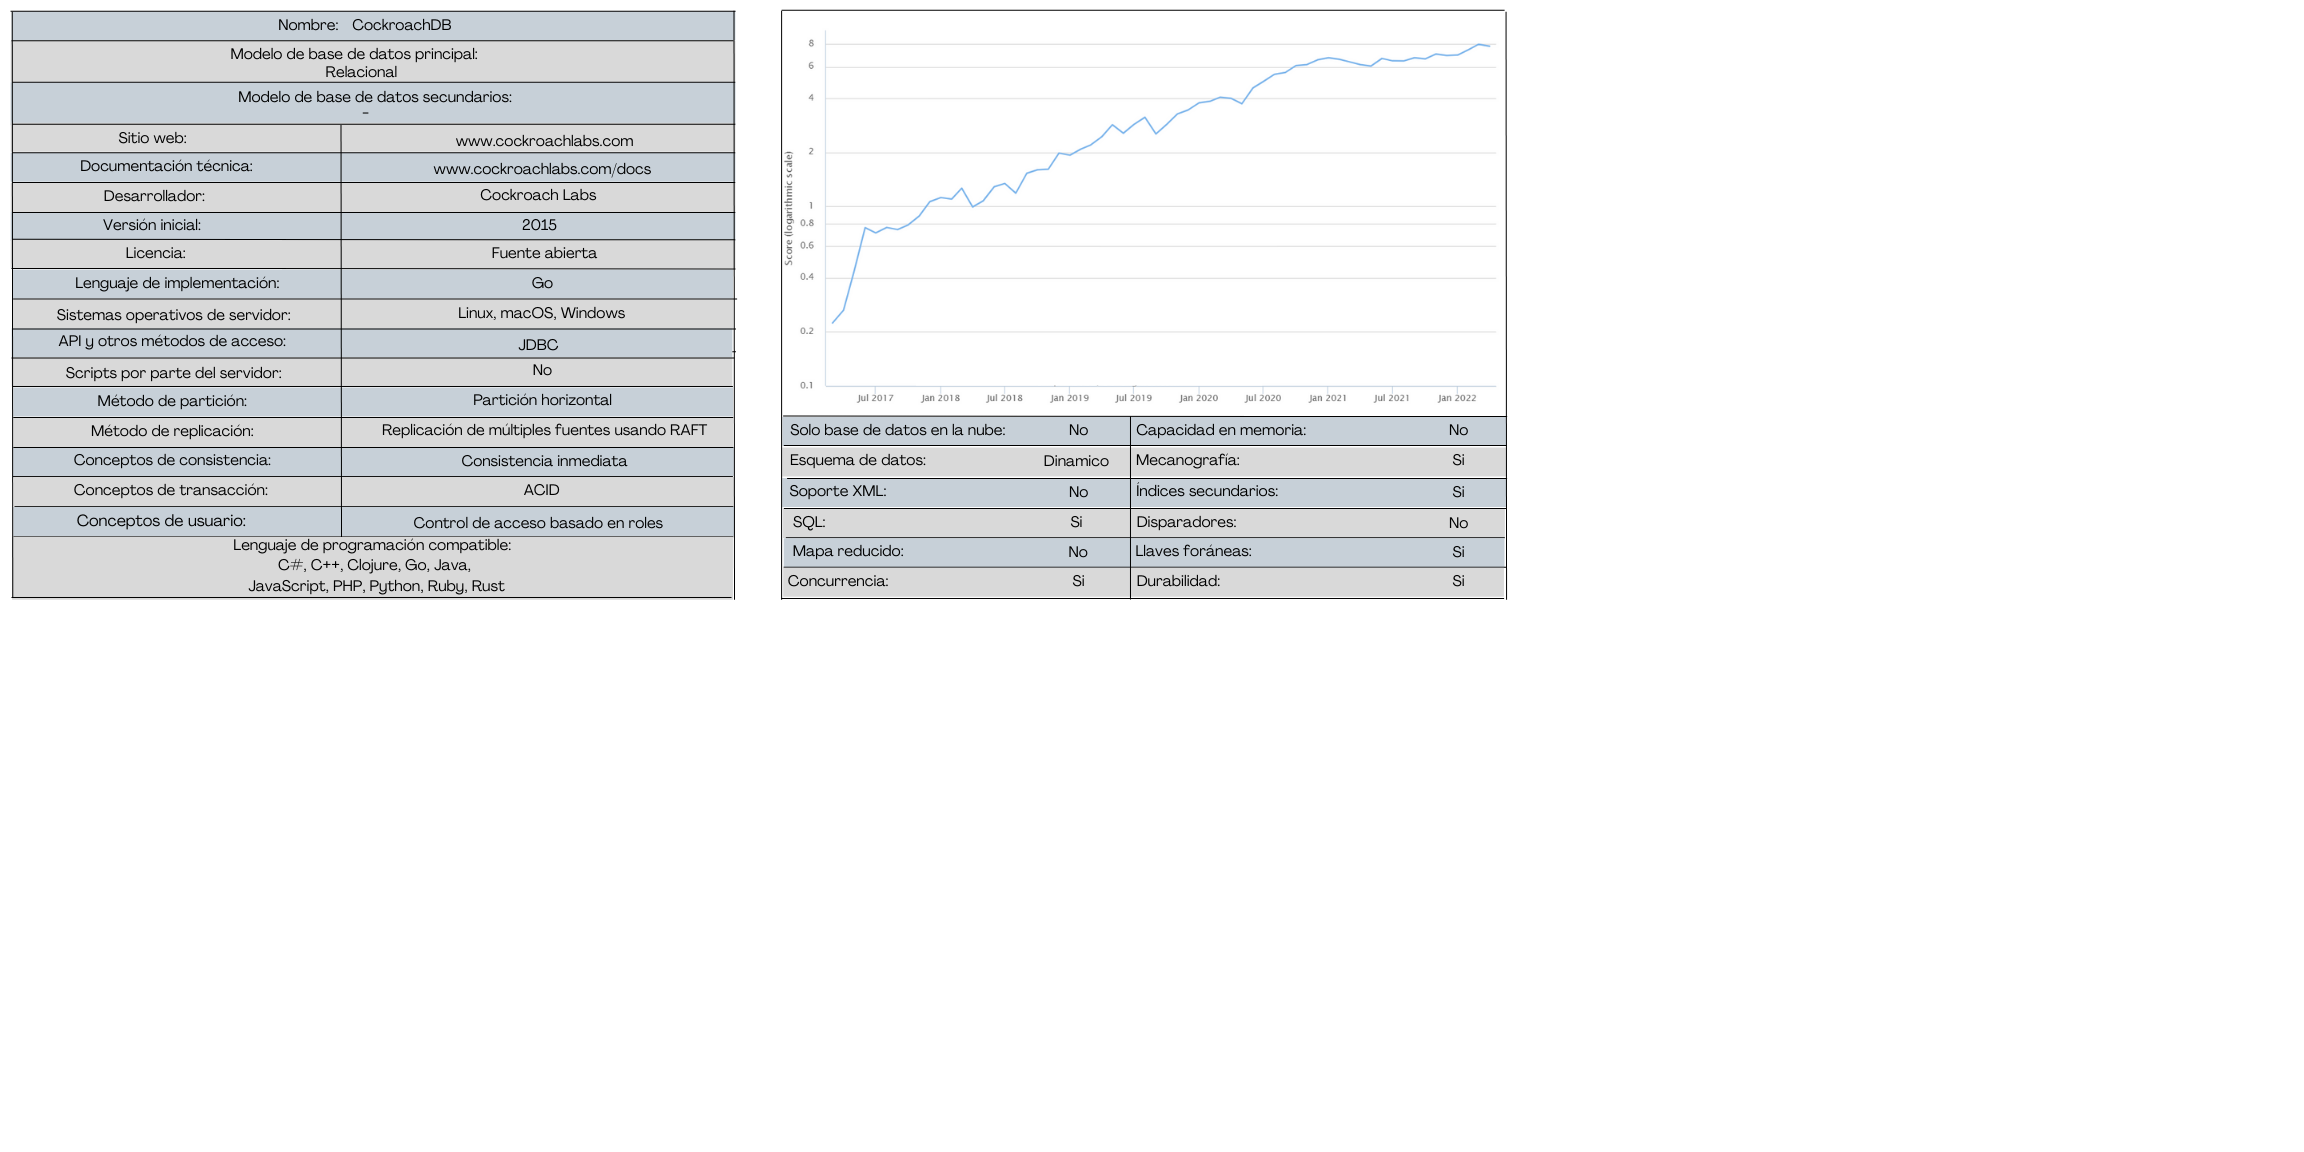 Nombre: CockroachDB
Modelo de base de datos principal:
Relacional
Modelo de base de datos secundarios:
-
Sitio web: www.cockroachlabs.com
Documentación técnica: www.cockroachlabs.com/docs
Desarrollador: Cockroach Labs
Versión inicial: 2015
Licencia: Fuente abierta
Lenguaje de implementación: Go
Sistemas operativos de servidor: Linux, macOS, Windows
API y otros métodos de acceso: JDBC
Scripts por parte del servidor: No
Método de partición: Partición horizontal
Método de replicación: Replicación de múltiples fuentes usando RAFT
Conceptos de consistencia: Consistencia inmediata
Conceptos de transacción: ACID
Conceptos de usuario: Control de acceso basado en roles
Lenguaje de programación compatible:
C#, C++, Clojure, Go, Java,
JavaScript, PHP, Python, Ruby, Rust
Score (logarithmic scale)
8
6
4
2
1
0.8
0.6
0.4
0.2
0.1
Jul 2017 Jan 2018 Jul 2018 Jan 2019 Jul 2019 Jan 2020 Jul 2020 Jan 2021 Jul 2021 Jan 2022
Solo base de datos en la nube: No Capacidad en memoria: No
Esquema de datos: Dinamico Mecanografía: Si
Soporte XML: No Índices secundarios: Si
SQL: Si Disparadores: No
Mapa reducido: No Llaves foráneas: Si
Concurrencia: Si Durabilidad: Si